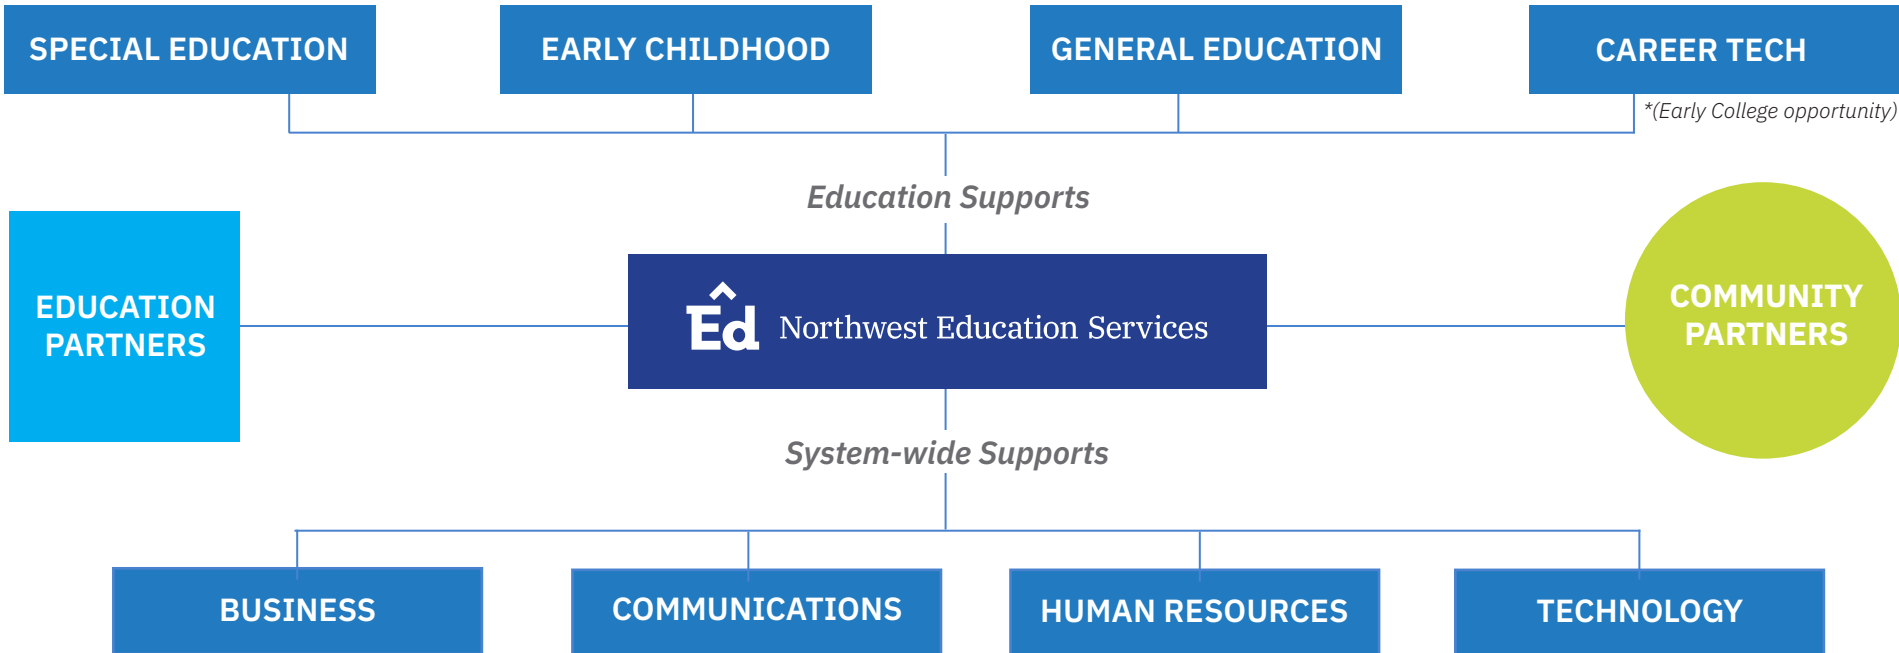 SPECIAL EDUCATION
EARLY CHILDHOOD
GENERAL EDUCATION
CAREER TECH
*(Early College opportunity)
Education Supports
EDUCATION
PARTNERS
Ed Northwest Education Services
COMMUNITY
PARTNERS
System-wide Supports
BUSINESS
COMMUNICATIONS
HUMAN RESOURCES
TECHNOLOGY